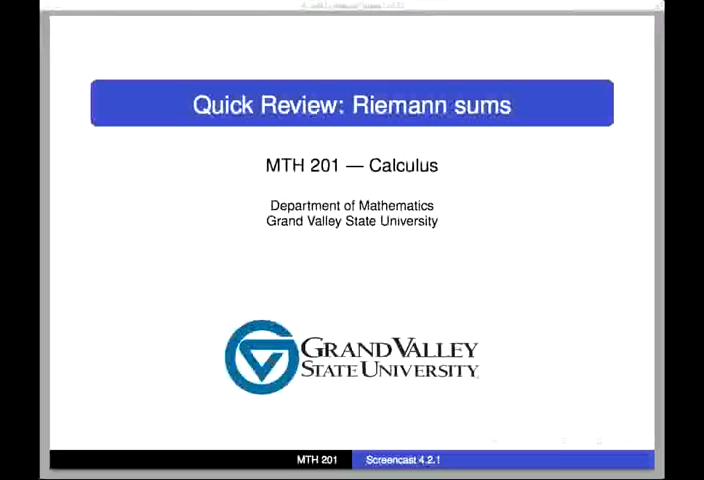 Quick Review: Riemann sums
MTH 201 — Calculus
Department of Mathematics
Grand Valley State University
GRAND VALLEY
STATE UNIVERSITY
MTH 201 Screencast 4.2.1